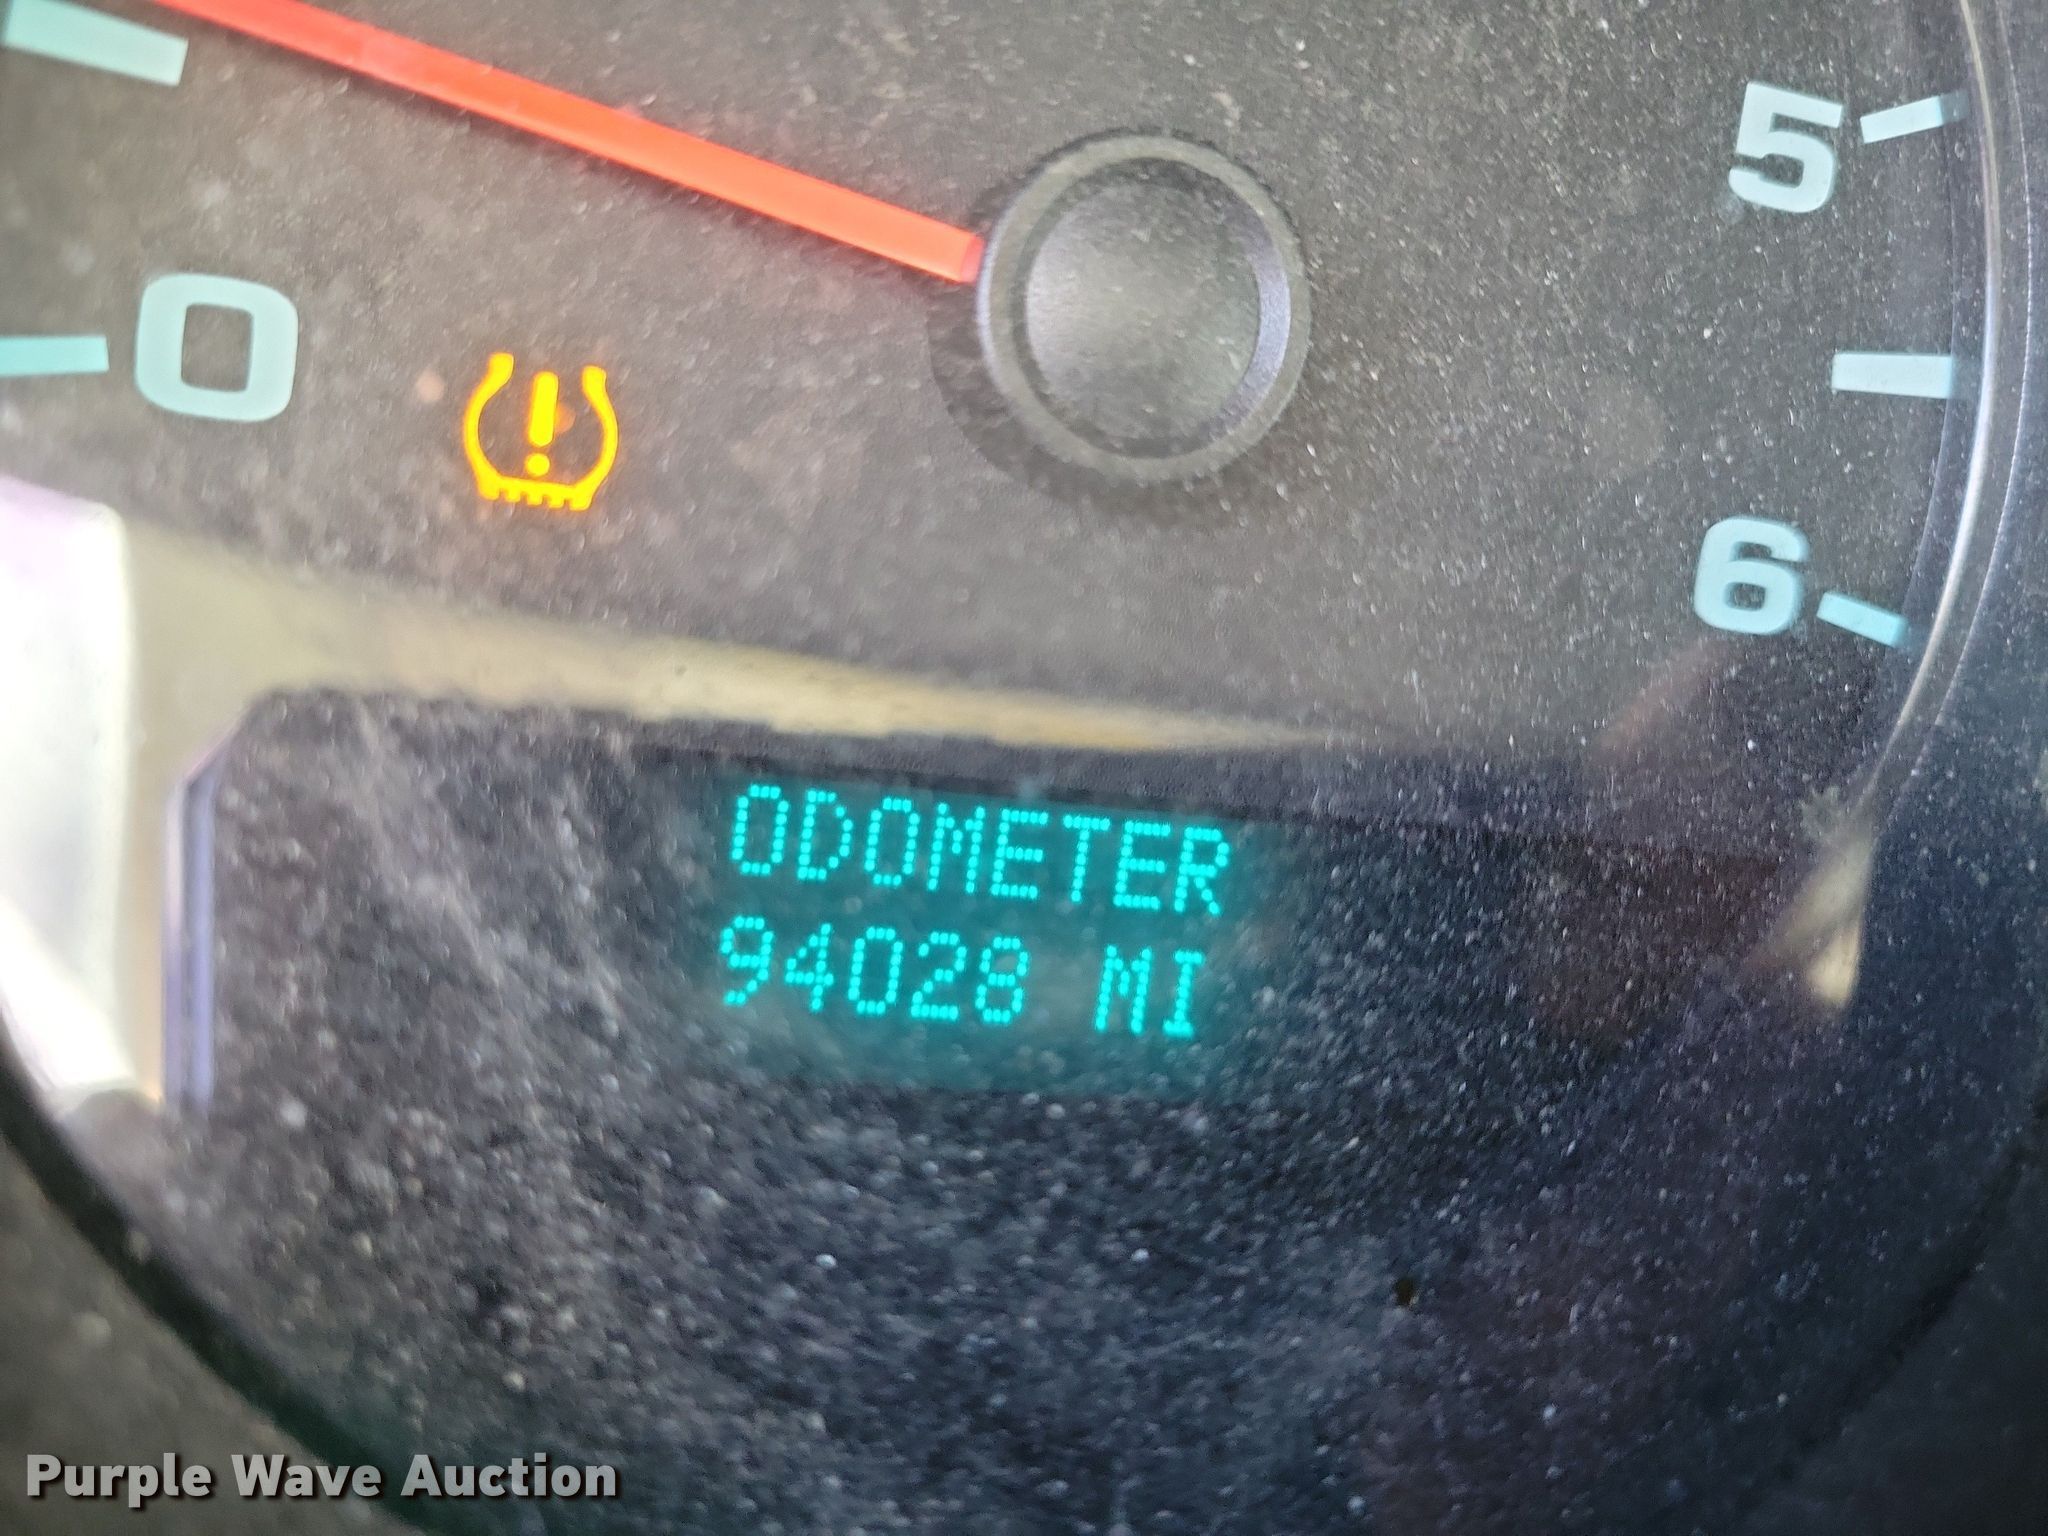 5
0
6
ODOMETER
94028 MI
Purple Wave Auction